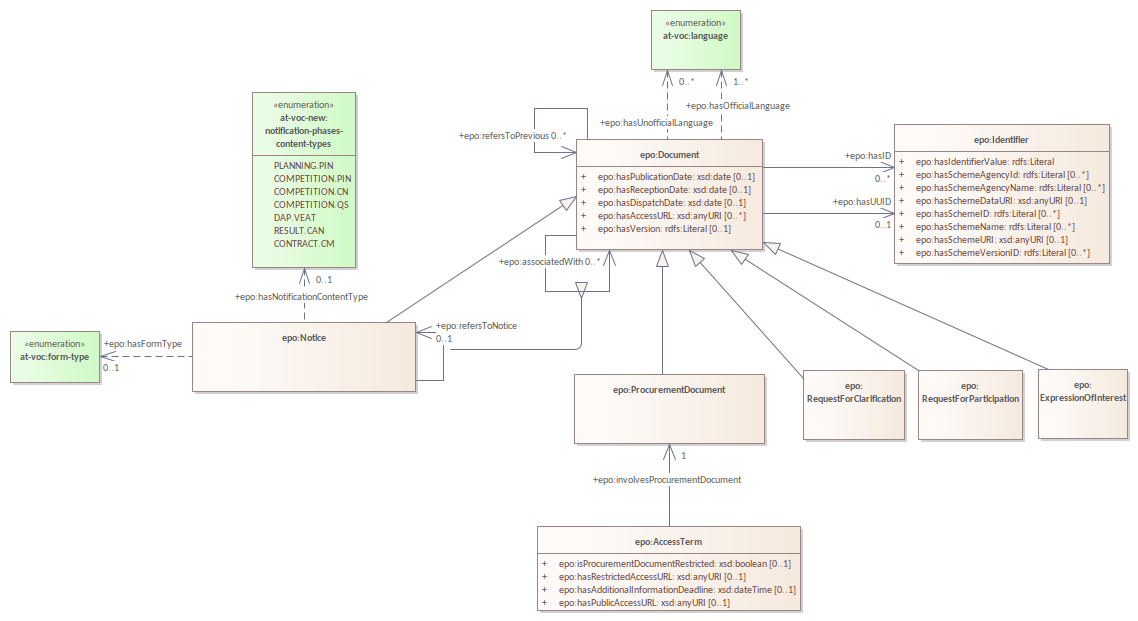 «enumeration»
at-voc:language
0..*
1..*
+epo:hasOfficialLanguage
+epo:hasUnofficialLanguage
«enumeration»
at-voc-new:
notification-phases-
content-types
PLANNING.PIN
COMPETITION.PIN
COMPETITION.CN
COMPETITION.QS
DAP.VEAT
RESULT.CAN
CONTRACT.CM
+epo:refersToPrevious 0..*
epo:Document
+ epo:hasPublicationDate: xsd:date [0..1]
+ epo:hasReceptionDate: xsd:date [0..1]
+ epo:hasDispatchDate: xsd:date [0..1]
+ epo:hasAccessURL: xsd:anyURI [0..*]
+ epo:hasVersion: rdfs:Literal [0..1]
+epo:hasID
0..*
+epo:hasUUID
0..1
epo:Identifier
+ epo:hasIdentifierValue: rdfs:Literal
+ epo:hasSchemeAgencyId: rdfs:Literal [0..*]
+ epo:hasSchemeAgencyName: rdfs:Literal [0..*]
+ epo:hasSchemeDataURI: xsd:anyURI [0..1]
+ epo:hasSchemeID: rdfs:Literal [0..*]
+ epo:hasSchemeName: rdfs:Literal [0..*]
+ epo:hasSchemeURI: xsd:anyURI [0..1]
+ epo:hasSchemeVersionID: rdfs:Literal [0..*]
+epo:associatedWith 0..*
0..1
+epo:hasNotificationContentType
«enumeration»
at-voc:form-type
+epo:hasFormType
0..1
epo:Notice
+epo:refersToNotice
0..1
epo:ProcurementDocument
epo:
RequestForClarification
epo:
RequestForParticipation
epo:
ExpressionOfInterest
1
+epo:involvesProcurementDocument
epo:AccessTerm
+ epo:isProcurementDocumentRestricted: xsd:boolean [0..1]
+ epo:hasRestrictedAccessURL: xsd:anyURI [0..1]
+ epo:hasAdditionalInformationDeadline: xsd:dateTime [0..1]
+ epo:hasPublicAccessURL: xsd:anyURI [0..1]